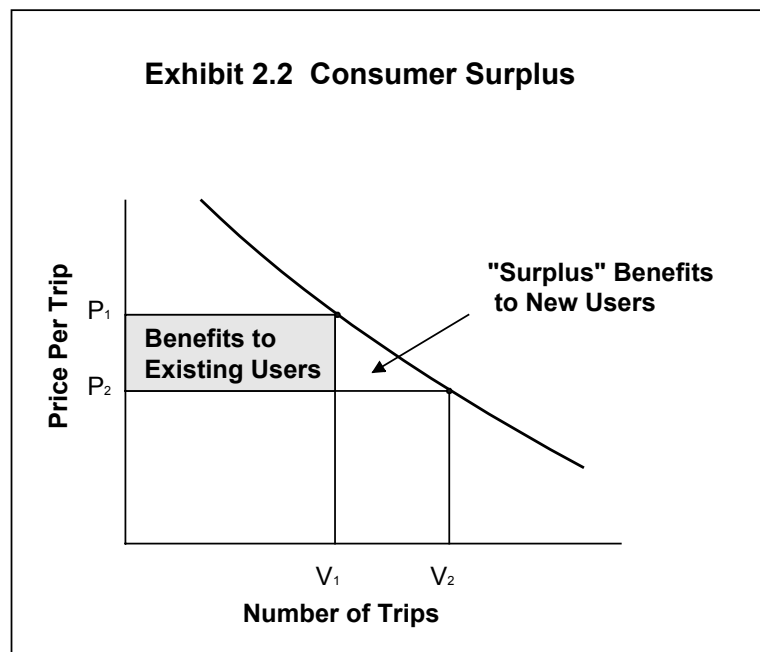 Exhibit 2.2 Consumer Surplus
"Surplus" Benefits
to New Users
Price Per Trip
P₁
Benefits to
Existing Users
P₂
V₁
V₂
Number of Trips